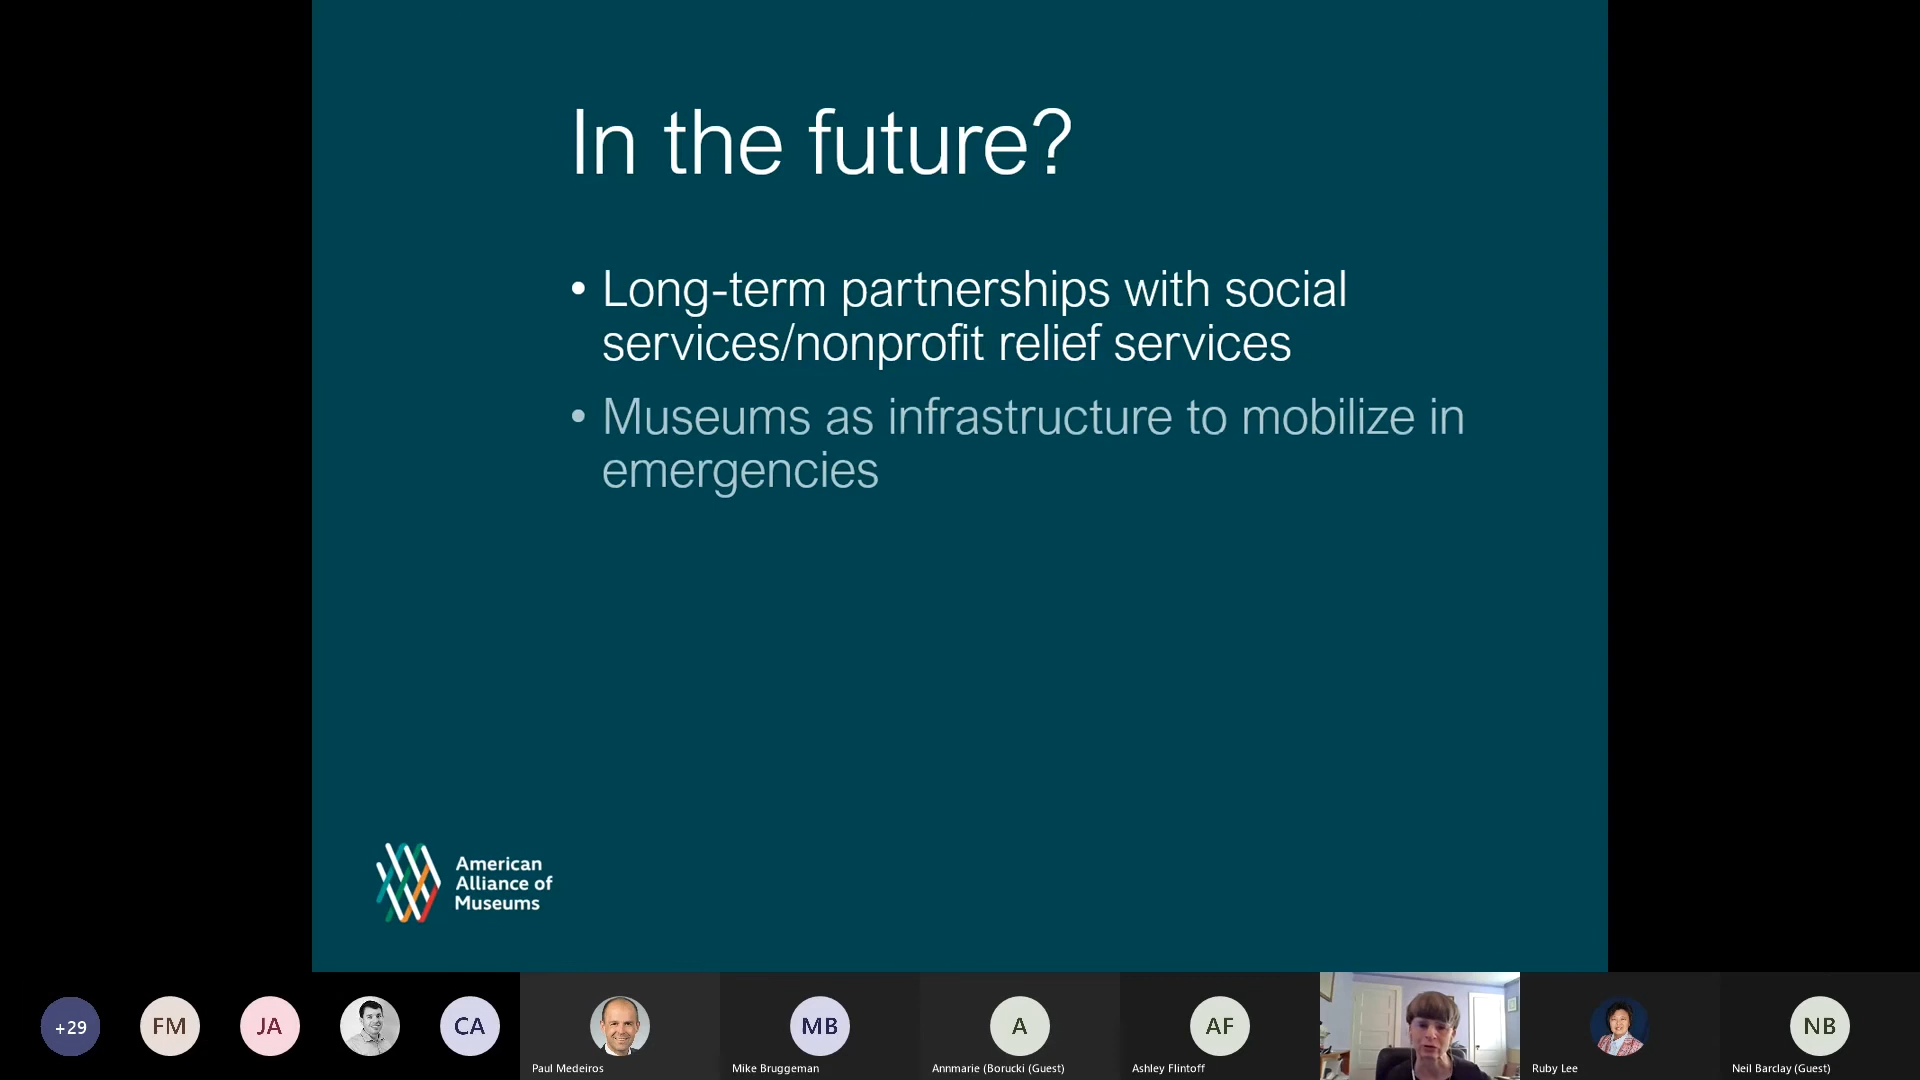 In the future?
• Long-term partnerships with social
services/nonprofit relief services
• Museums as infrastructure to mobilize in
emergencies
American
Alliance of
Museums
+29
FM
JA
CA
Paul Medeiros
MB
Mike Bruggeman
A
Annmarie (Borucki (Guest)
AF
Ashley Flintoff
Ruby Lee
NB
Neil Barclay (Guest)